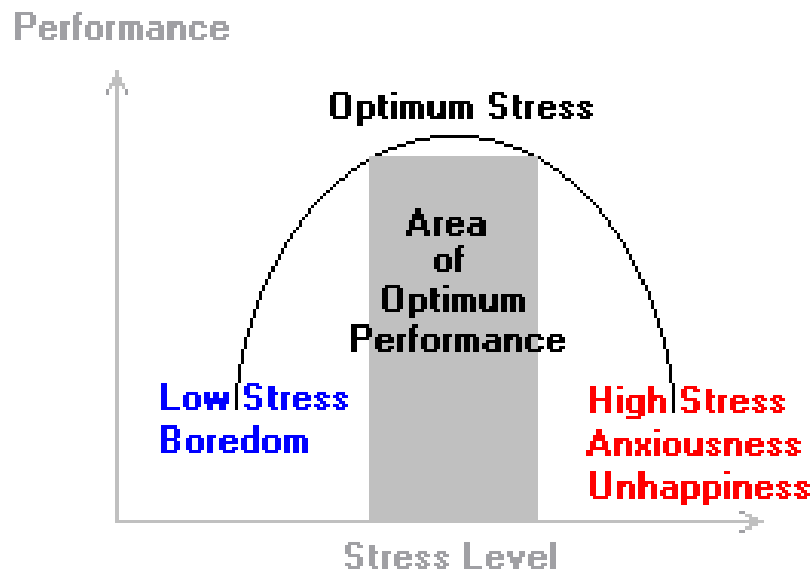 Performance
Optimum Stress
Area
of
Optimum
Performance
Low Stress
Boredom
High Stress
Anxiousness
Unhappiness
Stress Level